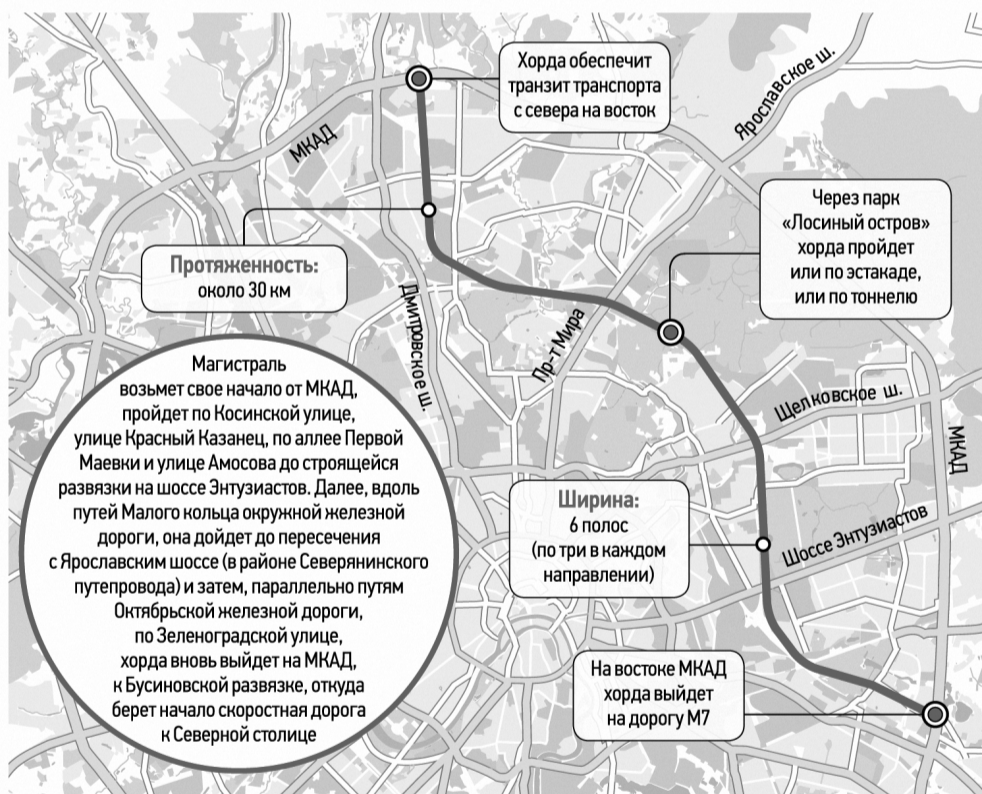 Хорда обеспечит
транзит транспорта
с севера на восток
Ярославское ш.
МКАД
Через парк
«Лосиный остров»
хорда пройдет
или по эстакаде,
или по тоннелю
Протяженность:
около 30 км
Дмитровское ш.
Пр-т Мира
Магистраль
возьмет свое начало от МКАД,
пройдет по Косинской улице,
улице Красный Казанец, по аллее Первой
Маевки и улице Амосова до строящейся
развязки на шоссе Энтузиастов. Далее, вдоль
путей Малого кольца окружной железной
дороги, она дойдет до пересечения
с Ярославским шоссе (в районе Северянинского
путепровода) и затем, параллельно путям
Октябрьской железной дороги,
по Зеленоградской улице,
хорда вновь выйдет на МКАД,
к Бусиновской развязке, откуда
берет начало скоростная дорога
к Северной столице
Щелковское ш.
МКАД
Ширина:
6 полос
(по три в каждом
направлении)
Шоссе Энтузиастов
На востоке МКАД
хорда выйдет
на дорогу М7